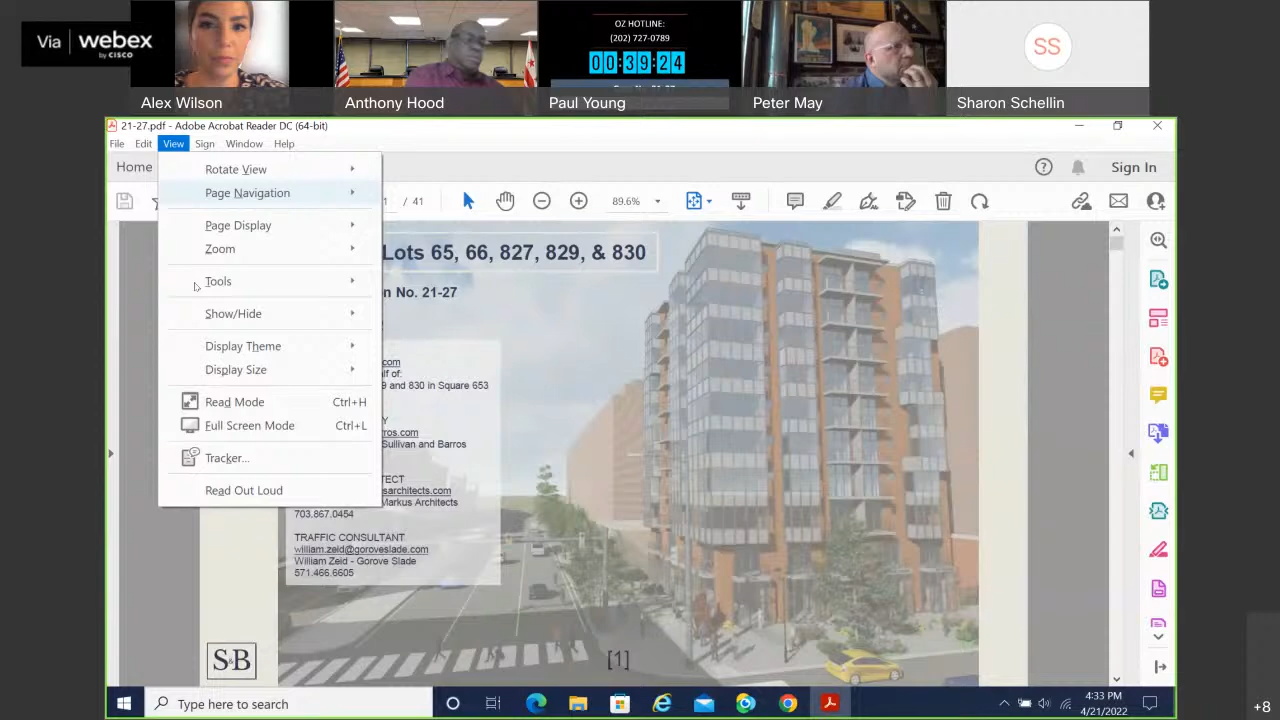 Via webex
by CISCO
OZ HOTLINE:
(202) 727-0789
00:39:24
SS
Alex Wilson
Anthony Hood
Paul Young
Peter May
Sharon Schellin
21-27.pdf - Adobe Acrobat Reader DC (64-bit)
File Edit View Sign Window Help
Home
Sign In
1 / 41
89.6%
Rotate View
Page Navigation
Page Display
Zoom
Tools
Show/Hide
Display Theme
Display Size
Read Mode Ctrl+H
Full Screen Mode Ctrl+L
Tracker...
Read Out Loud
Lots 65, 66, 827, 829, & 830
n No. 21-27
.com
lf of:
9 and 830 in Square 653
Y
ros.com
Sullivan and Barros
TECT
sarchitects.com
Markus Architects
703.867.0454
TRAFFIC CONSULTANT
william.zeid@goroveslade.com
William Zeid - Gorove Slade
571.466.6605
S&B
[1]
Type here to search
4:33 PM
4/21/2022
+8